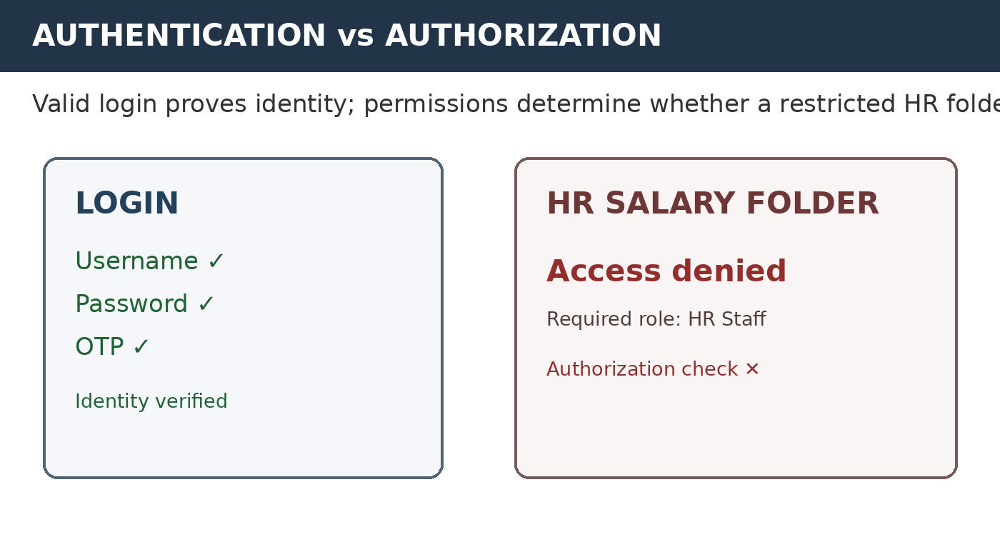 AUTHENTICATION vs AUTHORIZATION
Valid login proves identity; permissions determine whether a restricted HR folde
LOGIN
Username ✓
Password ✓
OTP ✓
Identity verified
HR SALARY FOLDER
Access denied
Required role: HR Staff
Authorization check ✕